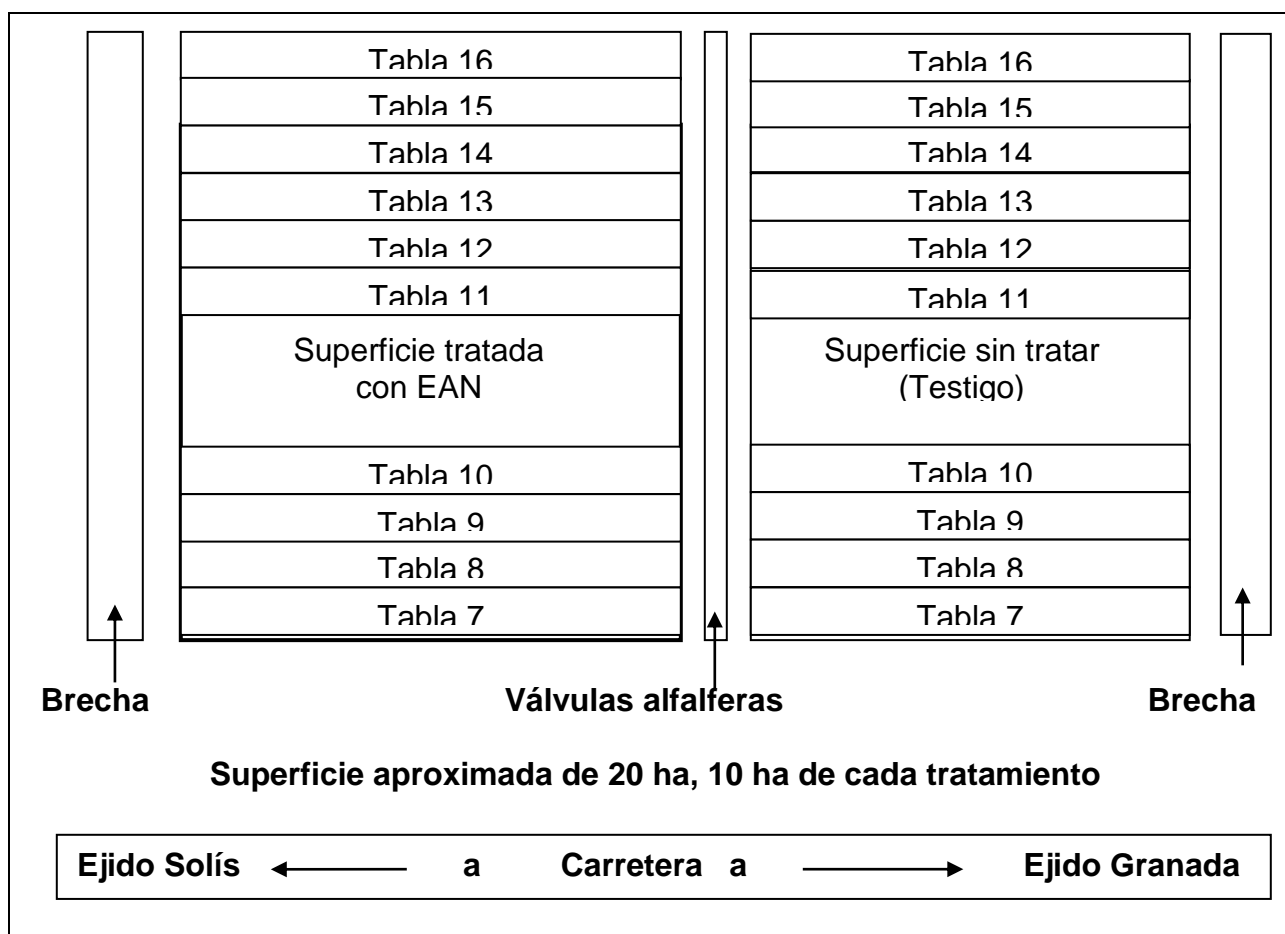 Tabla 16
Tabla 15
Tabla 14
Tabla 13
Tabla 12
Tabla 11
Superficie tratada
con EAN
Tabla 10
Tabla 9
Tabla 8
Tabla 7
Tabla 16
Tabla 15
Tabla 14
Tabla 13
Tabla 12
Tabla 11
Superficie sin tratar
(Testigo)
Tabla 10
Tabla 9
Tabla 8
Tabla 7
Brecha
Válvulas alfalferas
Brecha
Superficie aproximada de 20 ha, 10 ha de cada tratamiento
Ejido Solís a Carretera a Ejido Granada